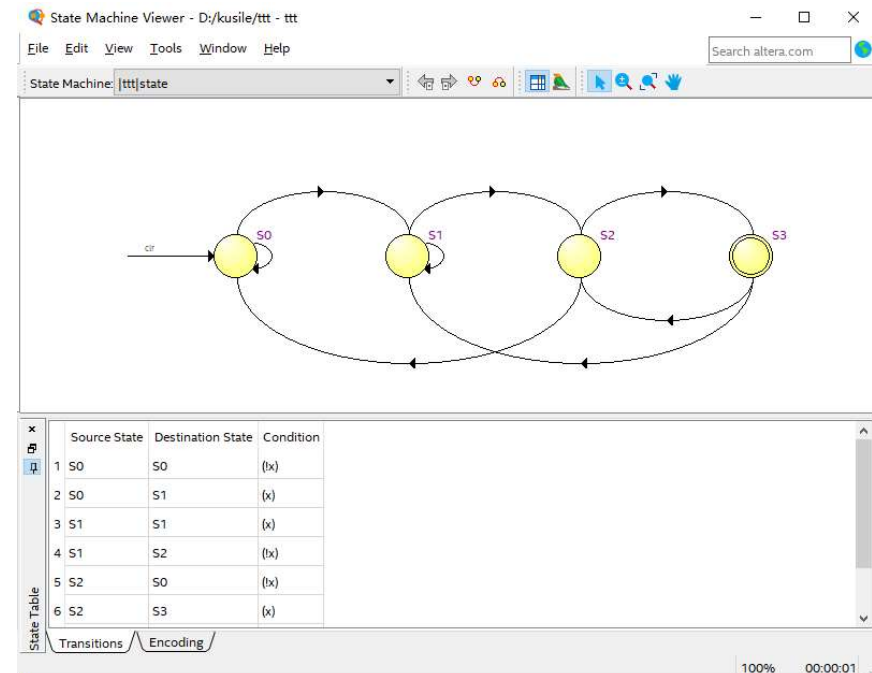 State Machine Viewer - D:/kusile/ttt - ttt
File Edit View Tools Window Help
Search altera.com
State Machine: |ttt|state
clr
S0
S1
S2
S3
Source State Destination State Condition
1 S0 S0 (!x)
2 S0 S1 (x)
3 S1 S1 (x)
4 S1 S2 (!x)
5 S2 S0 (!x)
6 S2 S3 (x)
State Table
Transitions Encoding
100% 00:00:01